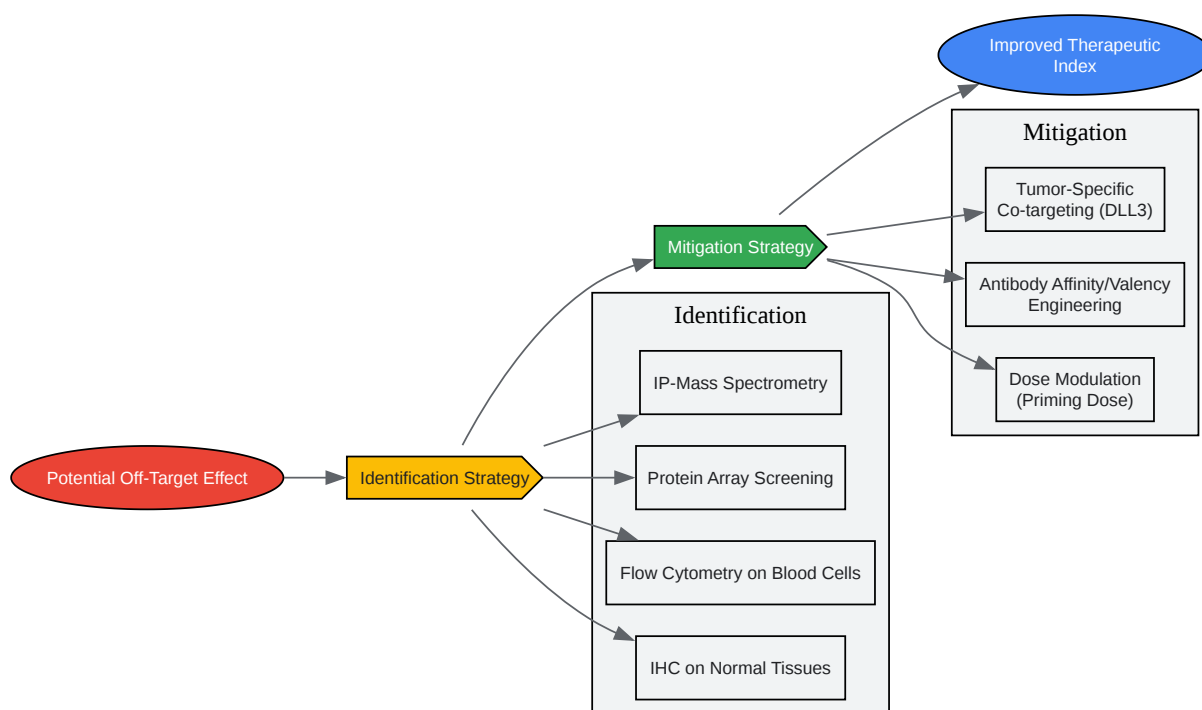 Improved Therapeutic
Index
Mitigation
Tumor-Specific
Co-targeting (DLL3)
Mitigation Strategy
Antibody Affinity/Valency
Engineering
Identification
IP-Mass Spectrometry
Dose Modulation
(Priming Dose)
Potential Off-Target Effect
Identification Strategy
Protein Array Screening
Flow Cytometry on Blood Cells
IHC on Normal Tissues